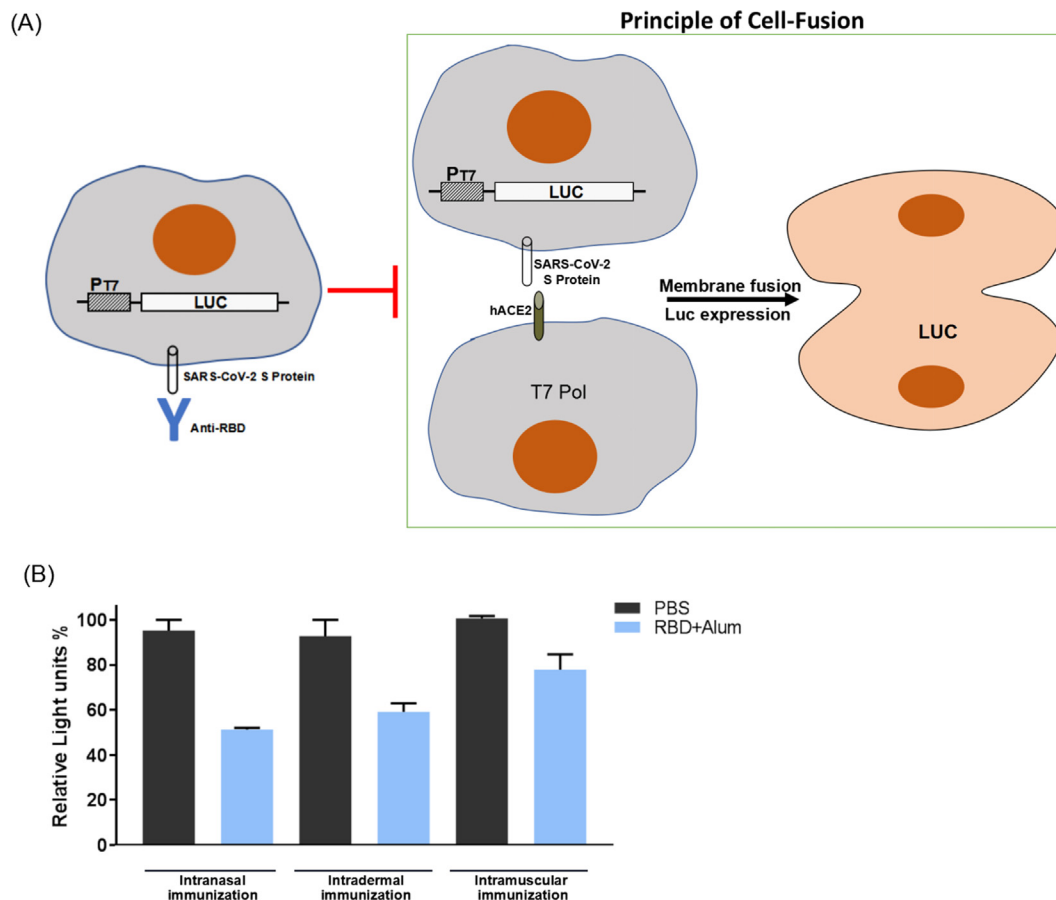 (A)
Principle of Cell-Fusion
PT7
LUC
SARS-CoV-2 S Protein
Anti-RBD
PT7
LUC
SARS-CoV-2
S Protein
hACE2
T7 Pol
Membrane fusion
Luc expression
LUC
(B)
Relative Light units %
100
80
60
40
20
0
Intranasal
immunization
Intradermal
immunization
Intramuscular
immunization
PBS
RBD+Alum